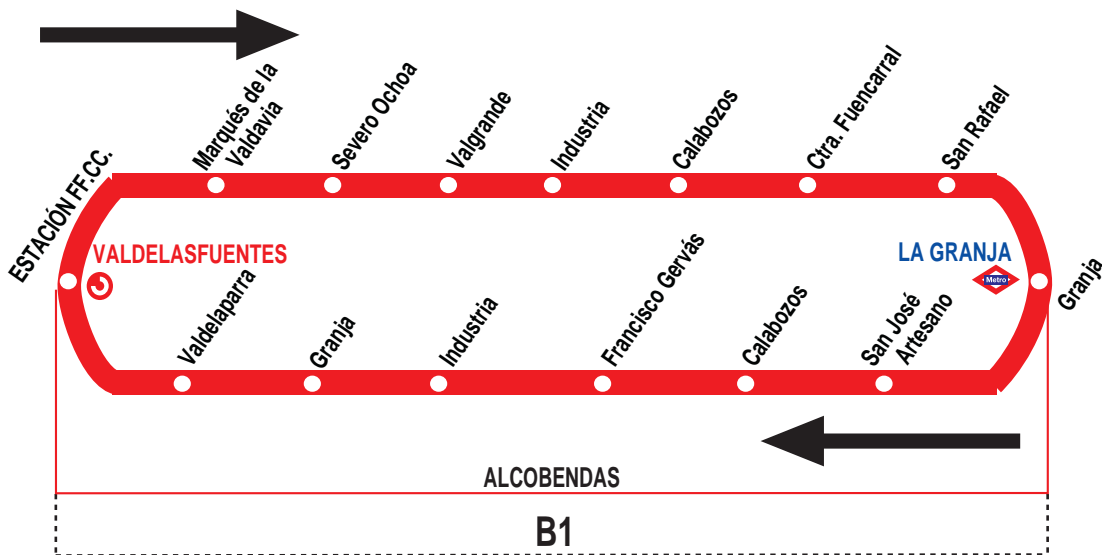 Marqués de la
Valdavia
Severo Ochoa
Valgrande
Industria
Calabozos
Ctra. Fuencarral
San Rafael
ESTACIÓN FF.CC.
VALDELASFUENTES
LA GRANJA
Metro
Granja
Valdelaparra
Granja
Industria
Francisco Gervás
Calabozos
San José
Artesano
ALCOBENDAS
B1